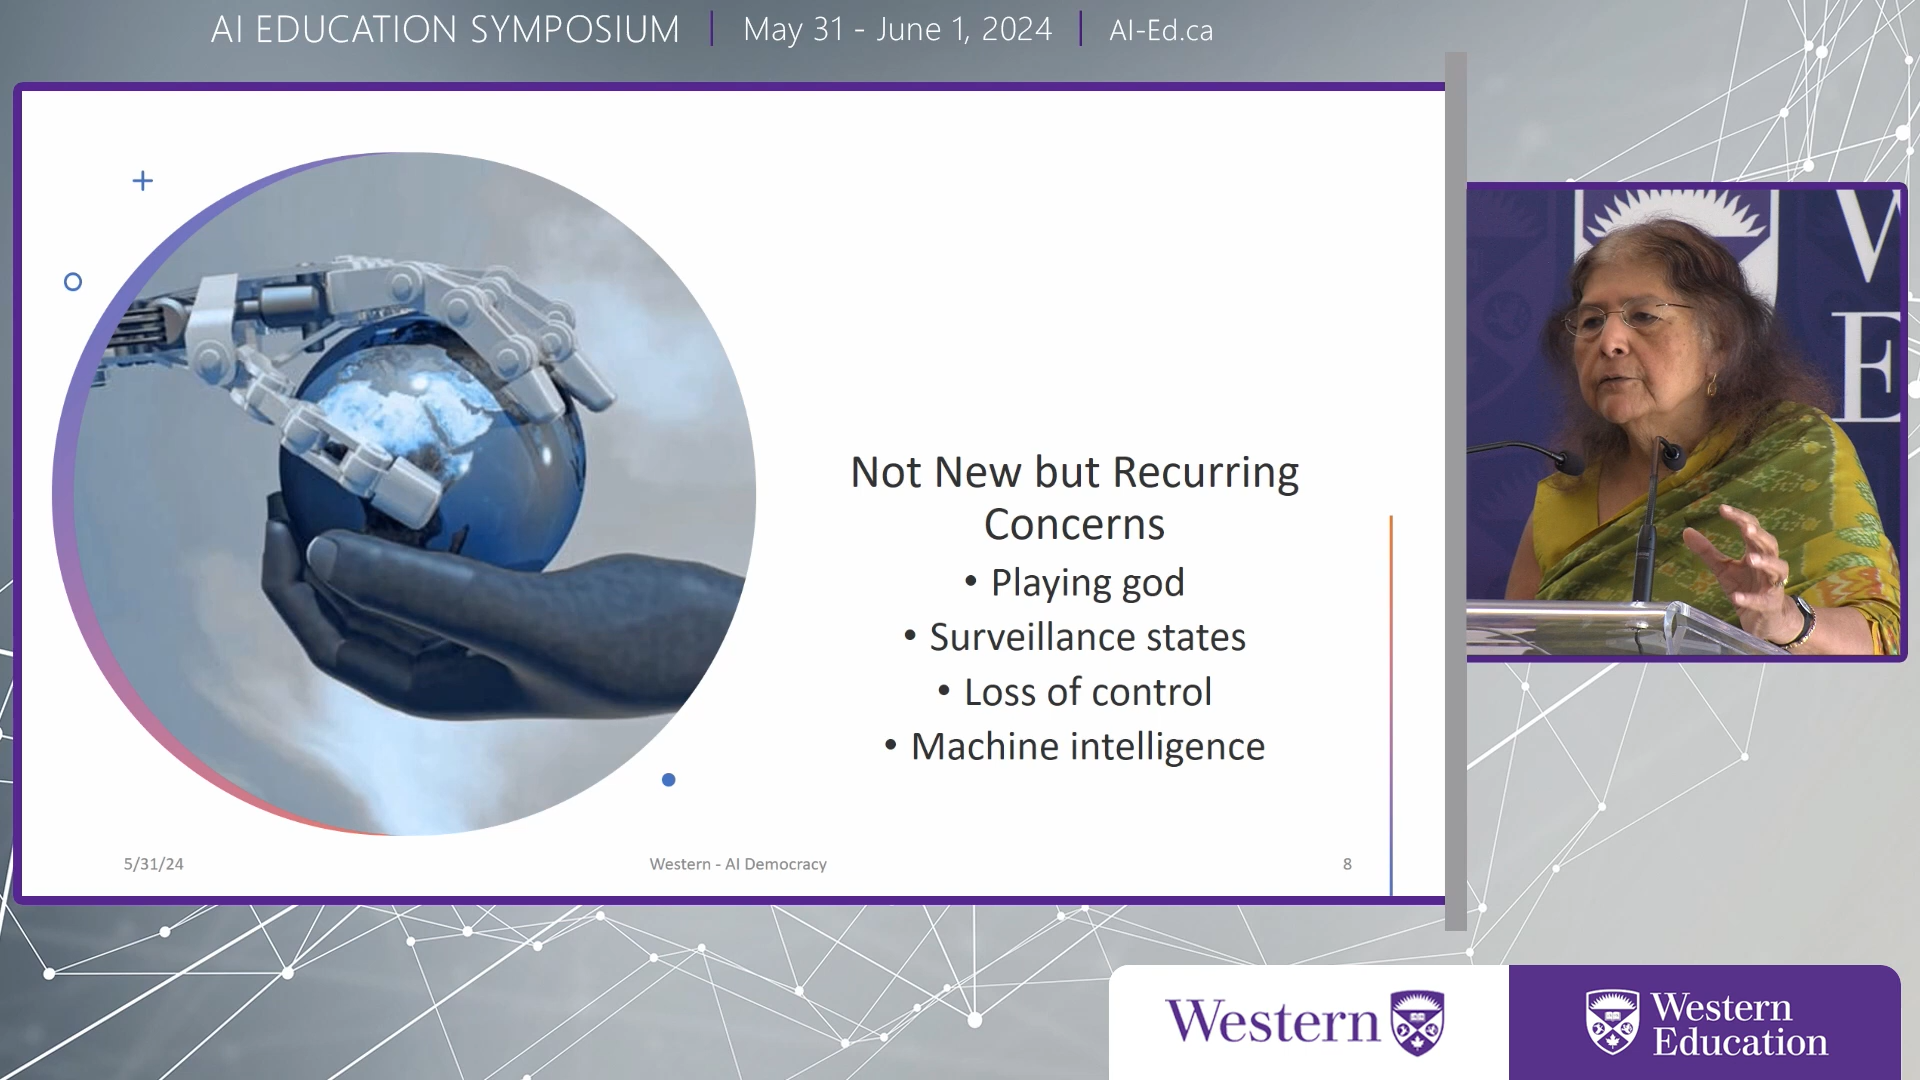 AI EDUCATION SYMPOSIUM | May 31 - June 1, 2024 | AI-Ed.ca
Not New but Recurring
Concerns
• Playing god
• Surveillance states
• Loss of control
• Machine intelligence
5/31/24
Western - AI Democracy
8
W
E
Western
Western
Education